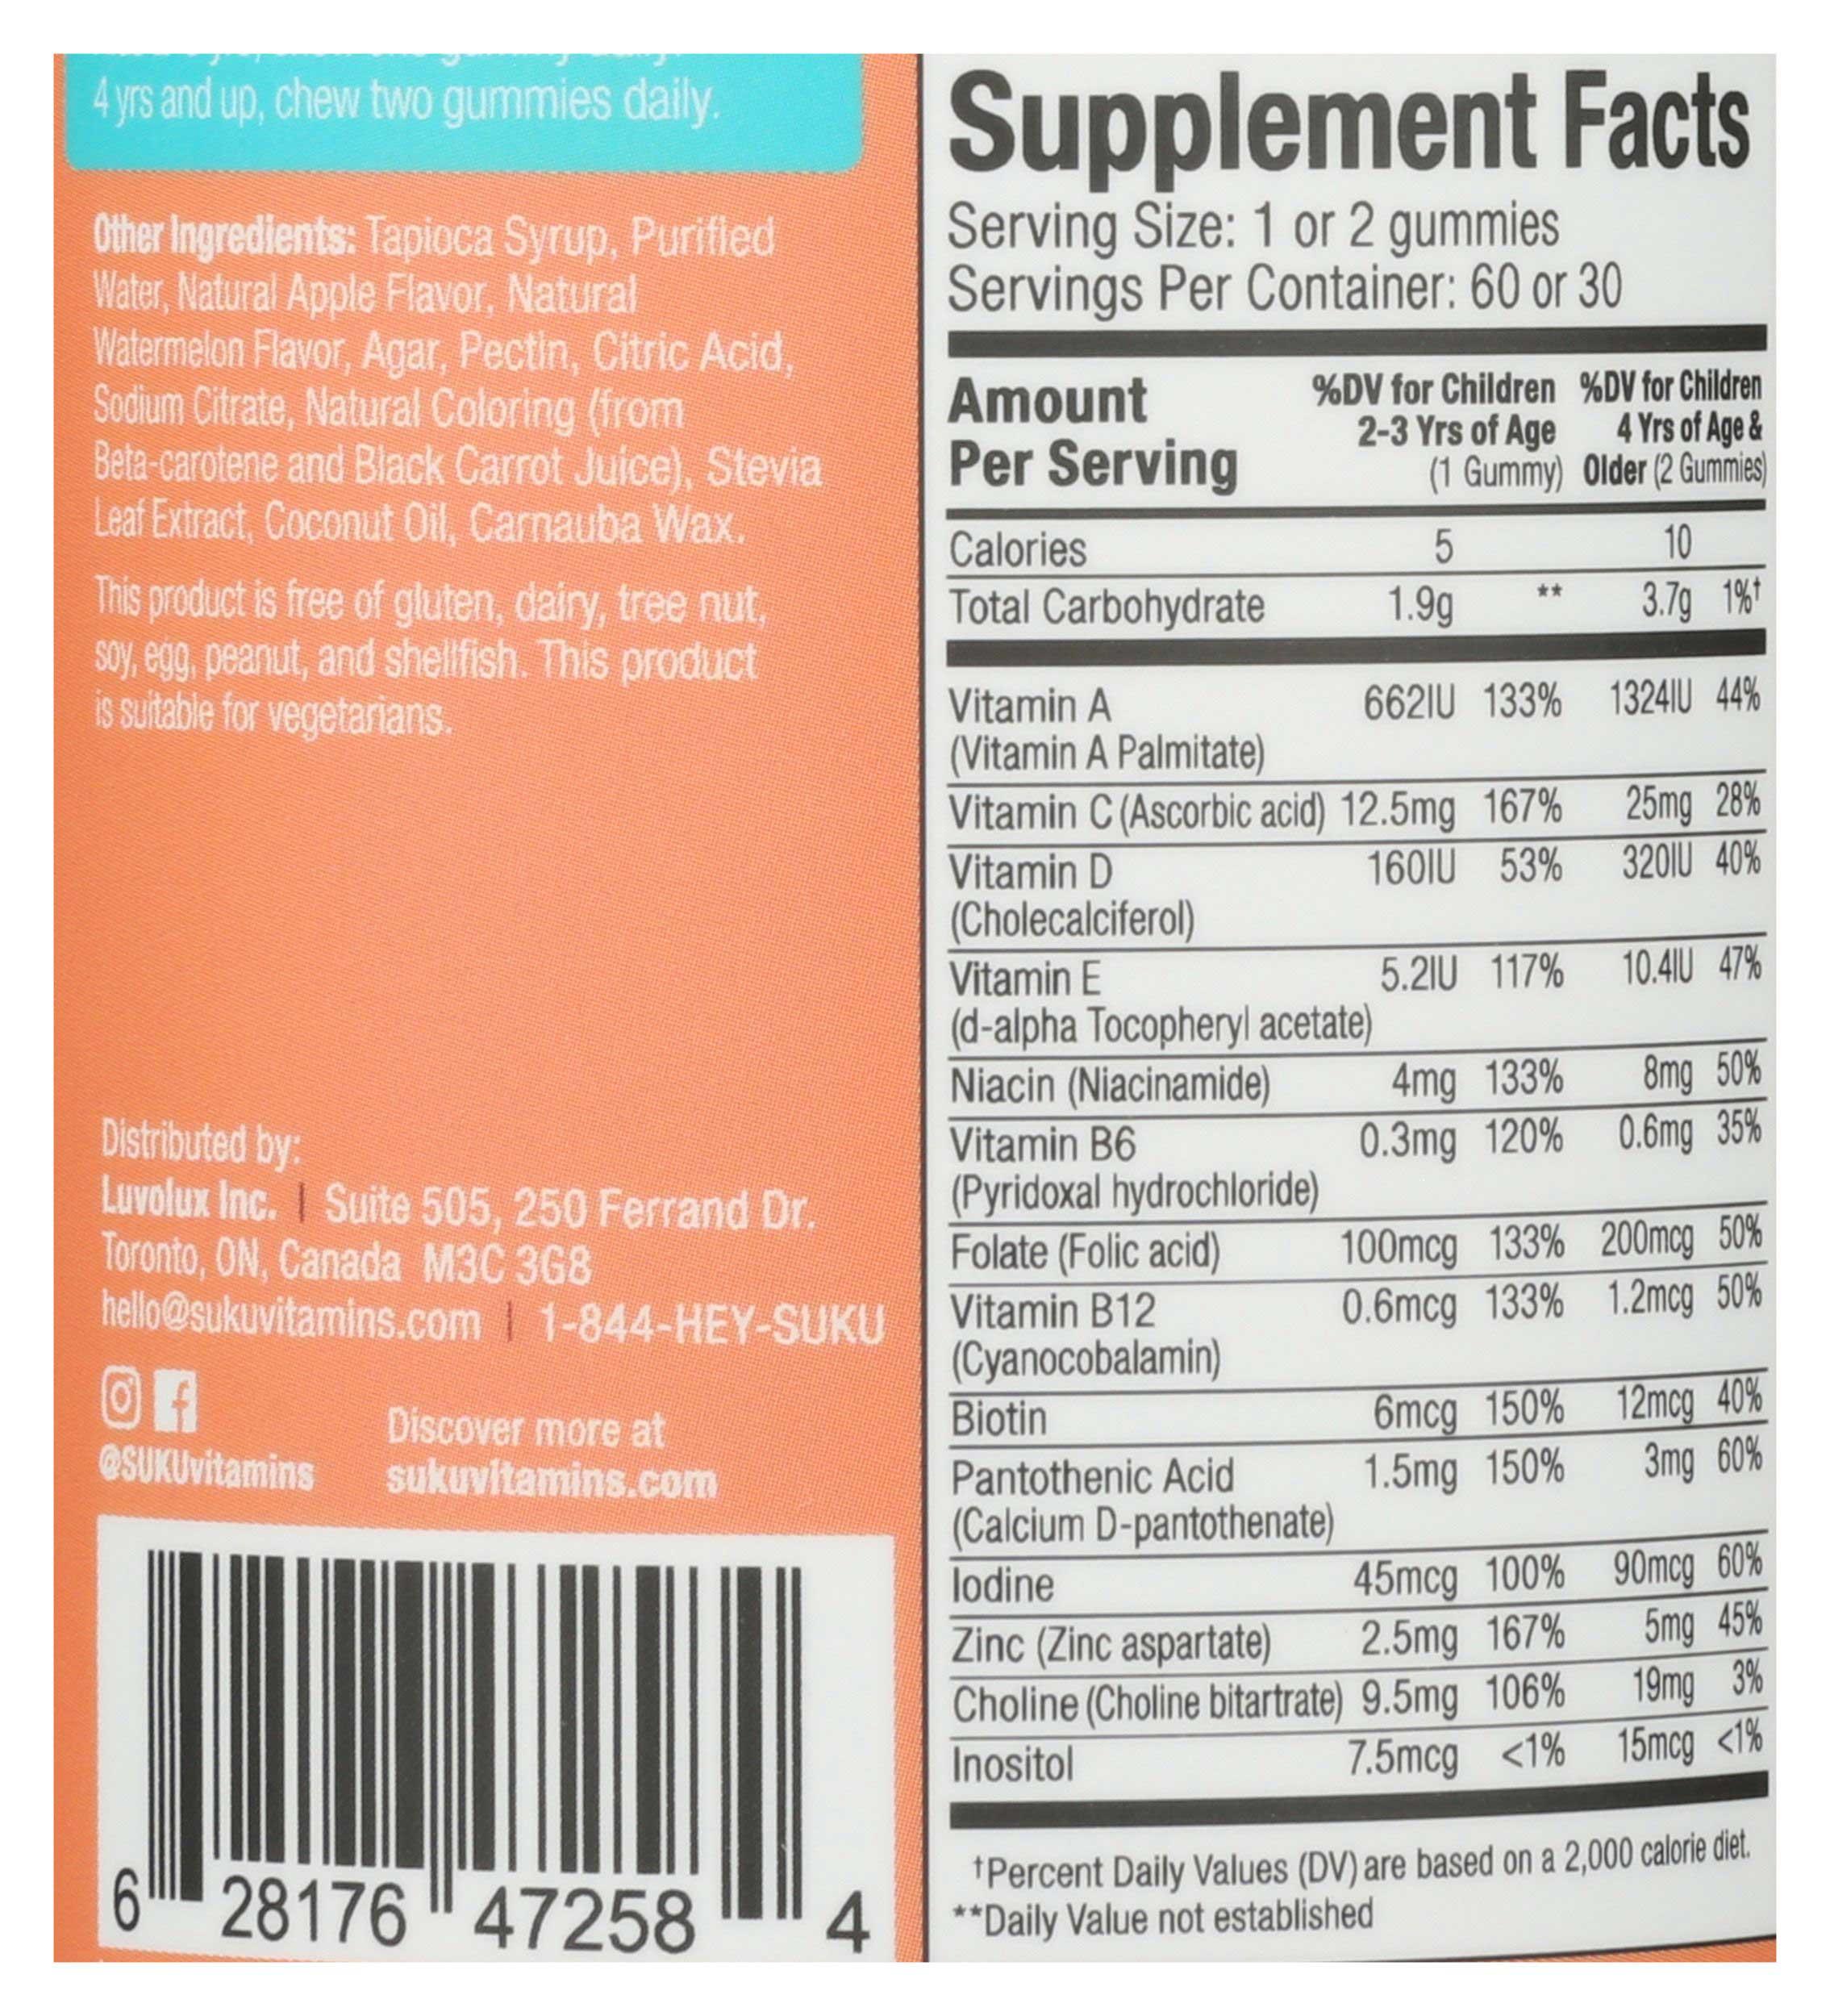 4 yrs and up, chew two gummies daily.
Other Ingredients: Tapioca Syrup, Purified
Water, Natural Apple Flavor, Natural
Watermelon Flavor, Agar, Pectin, Citric Acid,
Sodium Citrate, Natural Coloring (from
Beta-carotene and Black Carrot Juice), Stevia
Leaf Extract, Coconut Oil, Carnauba Wax.
This product is free of gluten, dairy, tree nut,
soy, egg, peanut, and shellfish. This product
is suitable for vegetarians.
Distributed by:
Luvolux Inc. | Suite 505, 250 Ferrand Dr.
Toronto, ON, Canada M3C 3G8
hello@sukuvitamins.com | 1-844-HEY-SUKU
@SUKUvitamins
Discover more at
sukuvitamins.com
6 28176 47258 4
Supplement Facts
Serving Size: 1 or 2 gummies
Servings Per Container: 60 or 30
Amount
Per Serving
%DV for Children
2-3 Yrs of Age
(1 Gummy)
%DV for Children
4 Yrs of Age &
Older (2 Gummies)
Calories 5 10
Total Carbohydrate 1.9g ** 3.7g 1%†
Vitamin A 662IU 133% 1324IU 44%
(Vitamin A Palmitate)
Vitamin C (Ascorbic acid) 12.5mg 167% 25mg 28%
Vitamin D 160IU 53% 320IU 40%
(Cholecalciferol)
Vitamin E 5.2IU 117% 10.4IU 47%
(d-alpha Tocopheryl acetate)
Niacin (Niacinamide) 4mg 133% 8mg 50%
Vitamin B6 0.3mg 120% 0.6mg 35%
(Pyridoxal hydrochloride)
Folate (Folic acid) 100mcg 133% 200mcg 50%
Vitamin B12 0.6mcg 133% 1.2mcg 50%
(Cyanocobalamin)
Biotin 6mcg 150% 12mcg 40%
Pantothenic Acid 1.5mg 150% 3mg 60%
(Calcium D-pantothenate)
Iodine 45mcg 100% 90mcg 60%
Zinc (Zinc aspartate) 2.5mg 167% 5mg 45%
Choline (Choline bitartrate) 9.5mg 106% 19mg 3%
Inositol 7.5mcg <1% 15mcg <1%
†Percent Daily Values (DV) are based on a 2,000 calorie diet.
**Daily Value not established